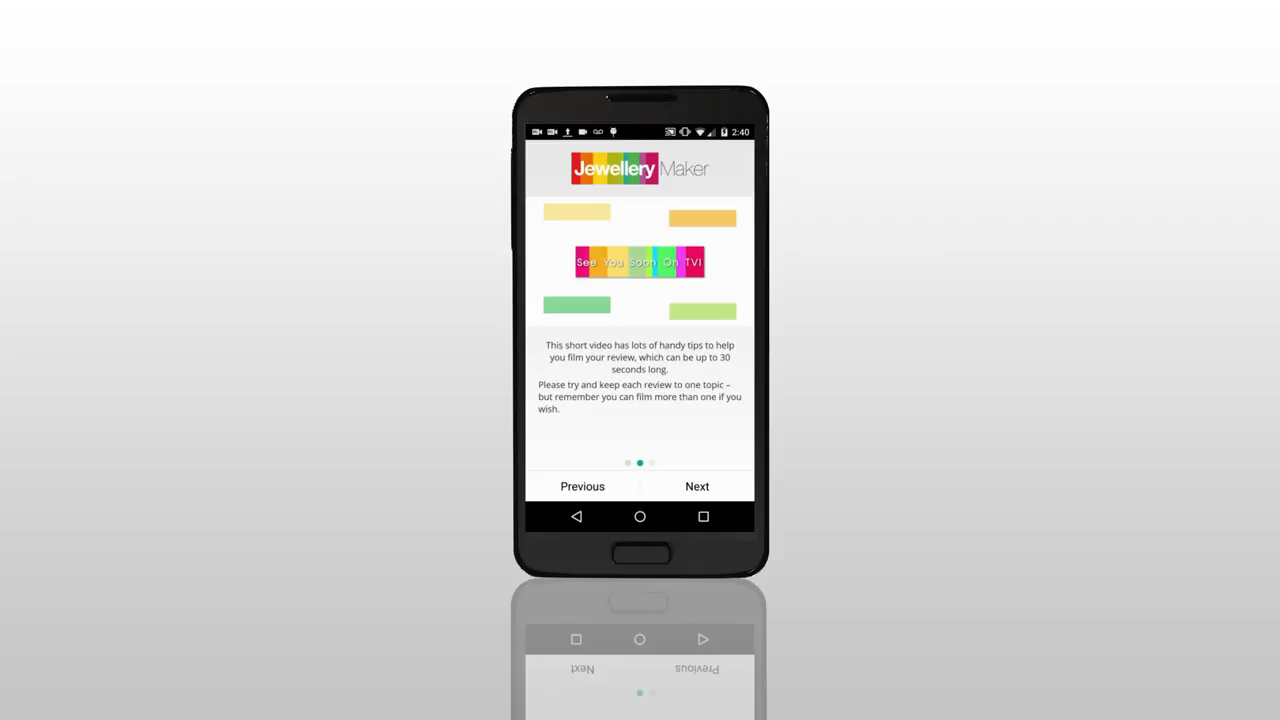 2:40
Jewellery Maker
See You Soon On TV!
This short video has lots of handy tips to help
you film your review, which can be up to 30
seconds long.
Please try and keep each review to one topic –
but remember you can film more than one if you
wish.
Previous Next
Next Previous